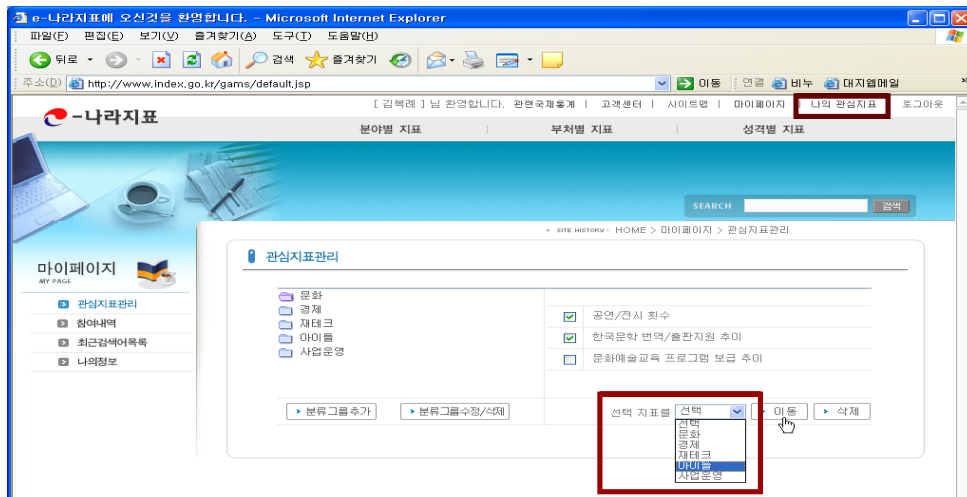 e-나라지표에 오신것을 환영합니다. - Microsoft Internet Explorer
파일(F) 편집(E) 보기(V) 즐겨찾기(A) 도구(T) 도움말(H)
뒤로 검색 즐겨찾기
주소(D) http://www.index.go.kr/gams/default.jsp 이동 연결 비누 대지웹메일 »
e-나라지표
[ 김복례 ] 님 환영합니다. 관련국제통계 | 고객센터 | 사이트맵 | 마이페이지 | 나의 관심지표 로그아웃
분야별 지표 | 부처별 지표 | 성격별 지표
SEARCH 검색
SITE HISTORY : HOME > 마이페이지 > 관심지표관리
마이페이지
MY PAGE
관심지표관리
참여내역
최근검색어목록
나의정보
관심지표관리
문화
경제
재테크
아이들
사업운영
공연/전시 횟수
한국문학 번역/출판지원 추이
문화예술교육 프로그램 보급 추이
분류그룹추가 분류그룹수정/삭제 선택 지표를 선택 이동 삭제
선택
문화
경제
재테크
아이들
사업운영